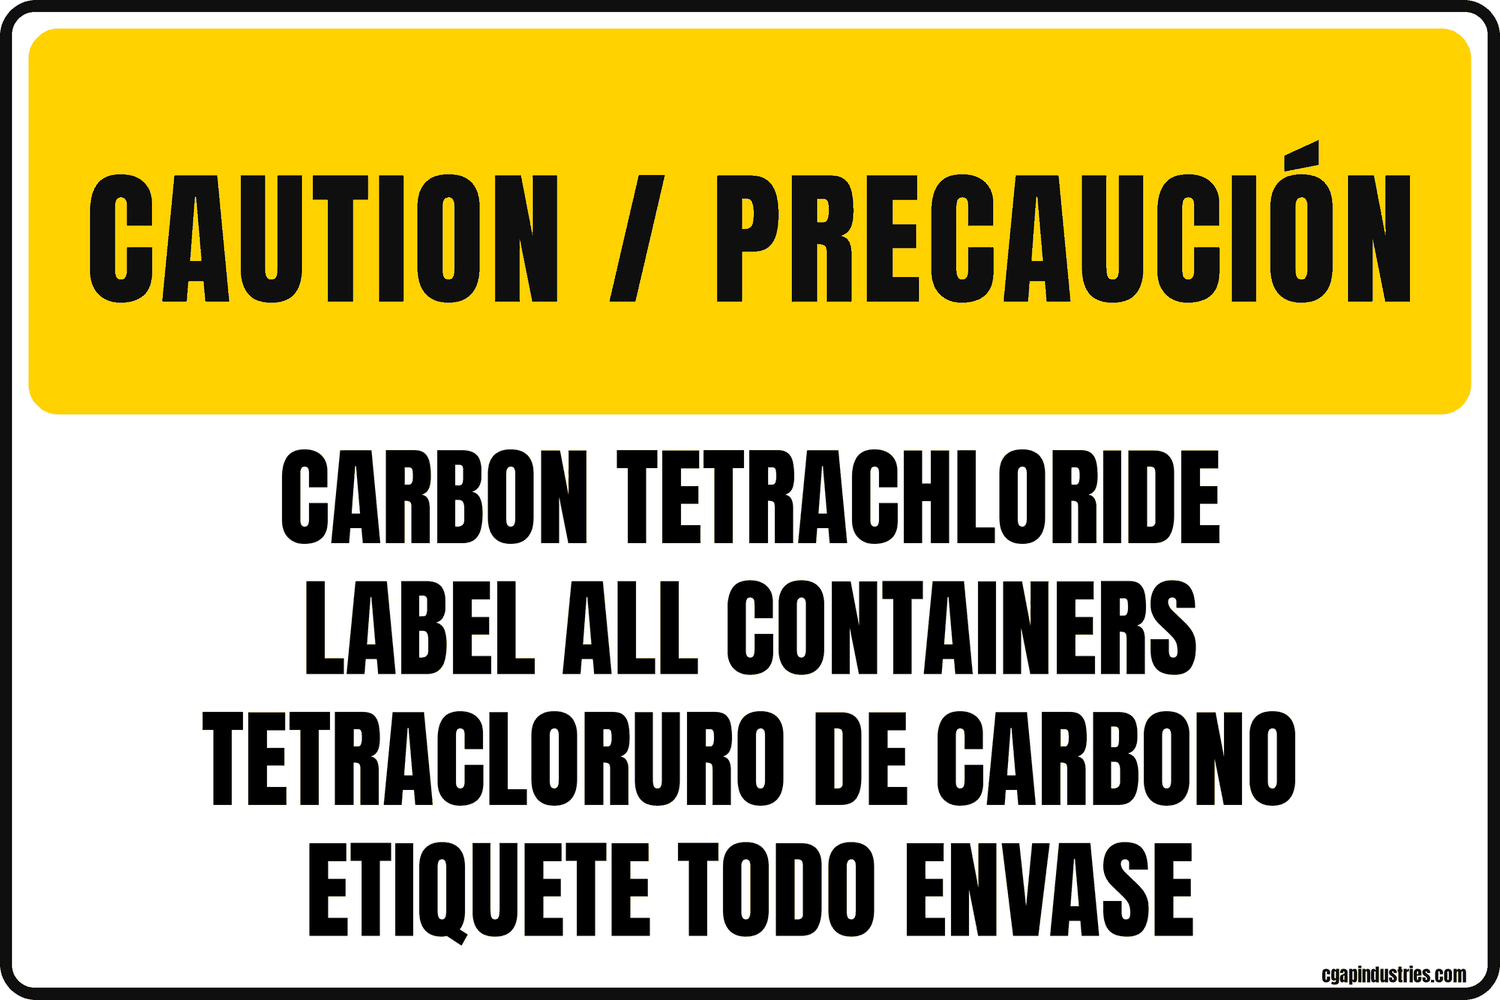 CAUTION / PRECAUCIÓN
CARBON TETRACHLORIDE
LABEL ALL CONTAINERS
TETRACLORURO DE CARBONO
ETIQUETE TODO ENVASE
cgapindustries.com